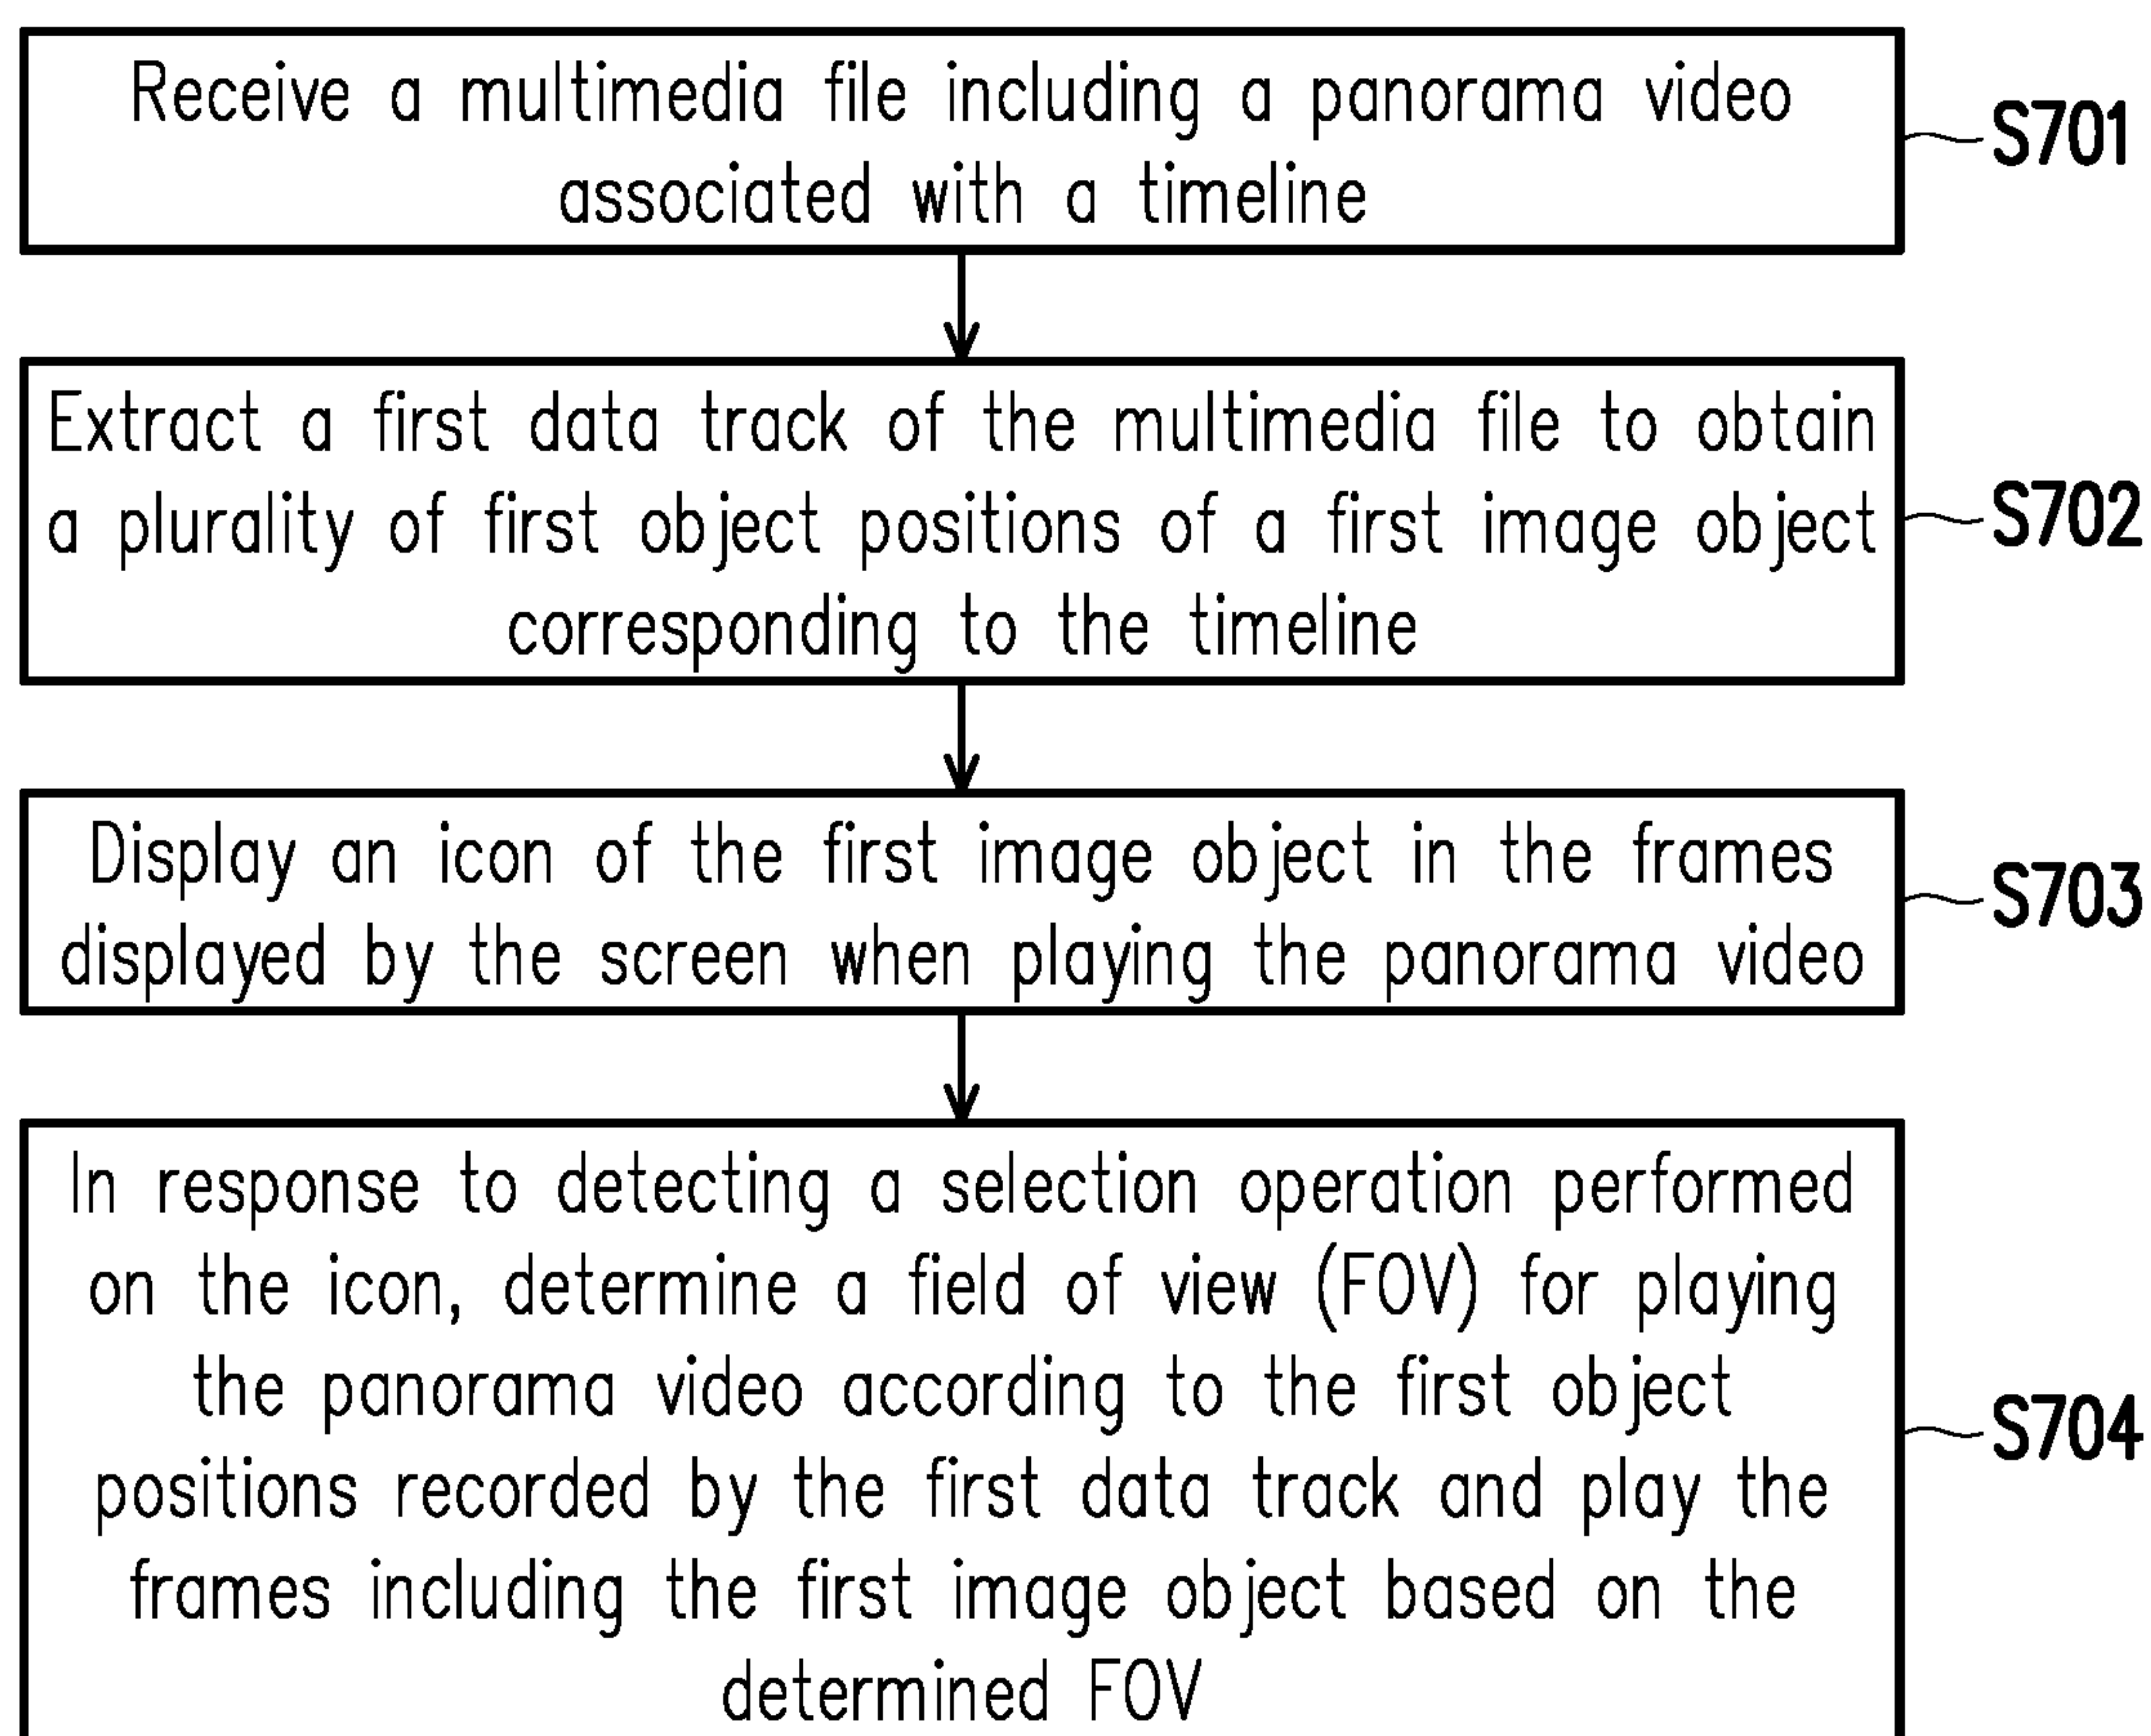 Receive a multimedia file including a panorama video
associated with a timeline
S701
Extract a first data track of the multimedia file to obtain
a plurality of first object positions of a first image object
corresponding to the timeline
S702
Display an icon of the first image object in the frames
displayed by the screen when playing the panorama video
S703
In response to detecting a selection operation performed
on the icon, determine a field of view (FOV) for playing
the panorama video according to the first object
positions recorded by the first data track and play the
frames including the first image object based on the
determined FOV
S704